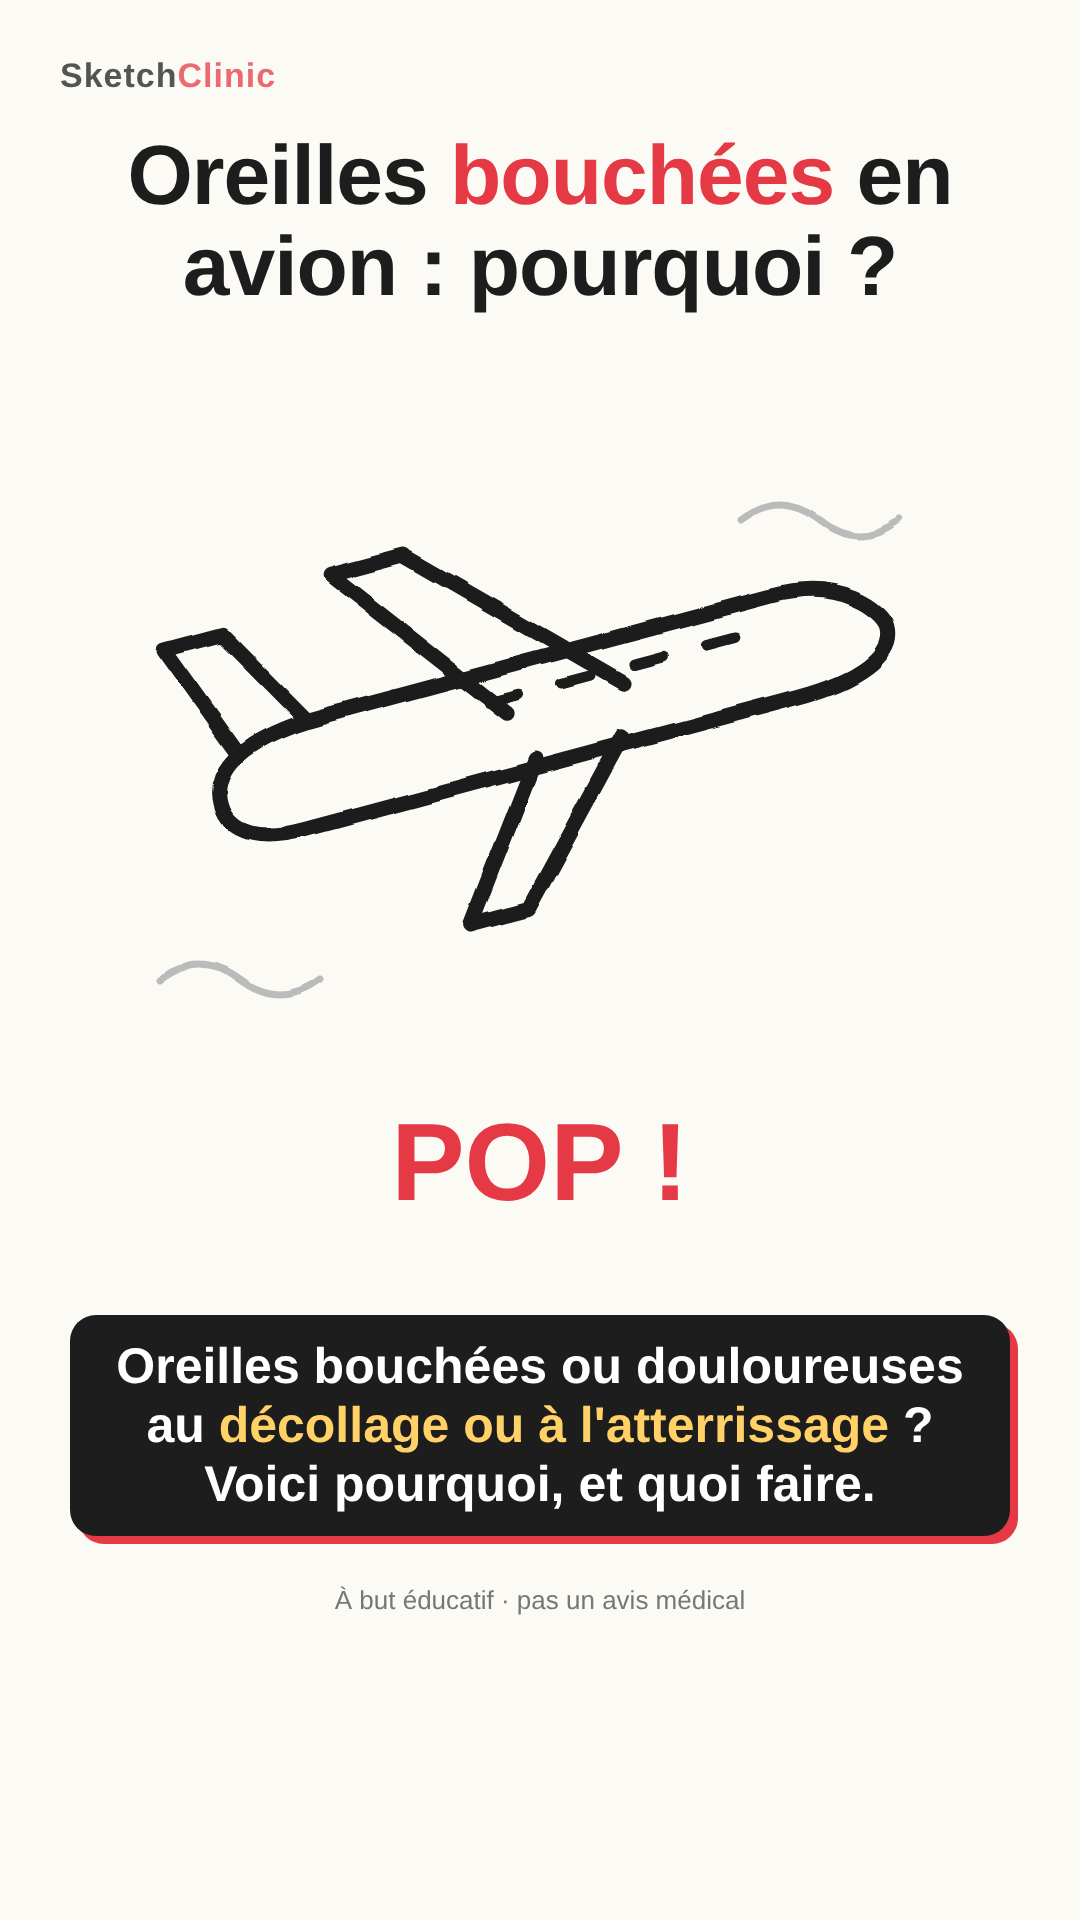 SketchClinic
Oreilles bouchées en
avion : pourquoi ?
POP !
Oreilles bouchées ou douloureuses
au décollage ou à l'atterrissage ?
Voici pourquoi, et quoi faire.
À but éducatif · pas un avis médical